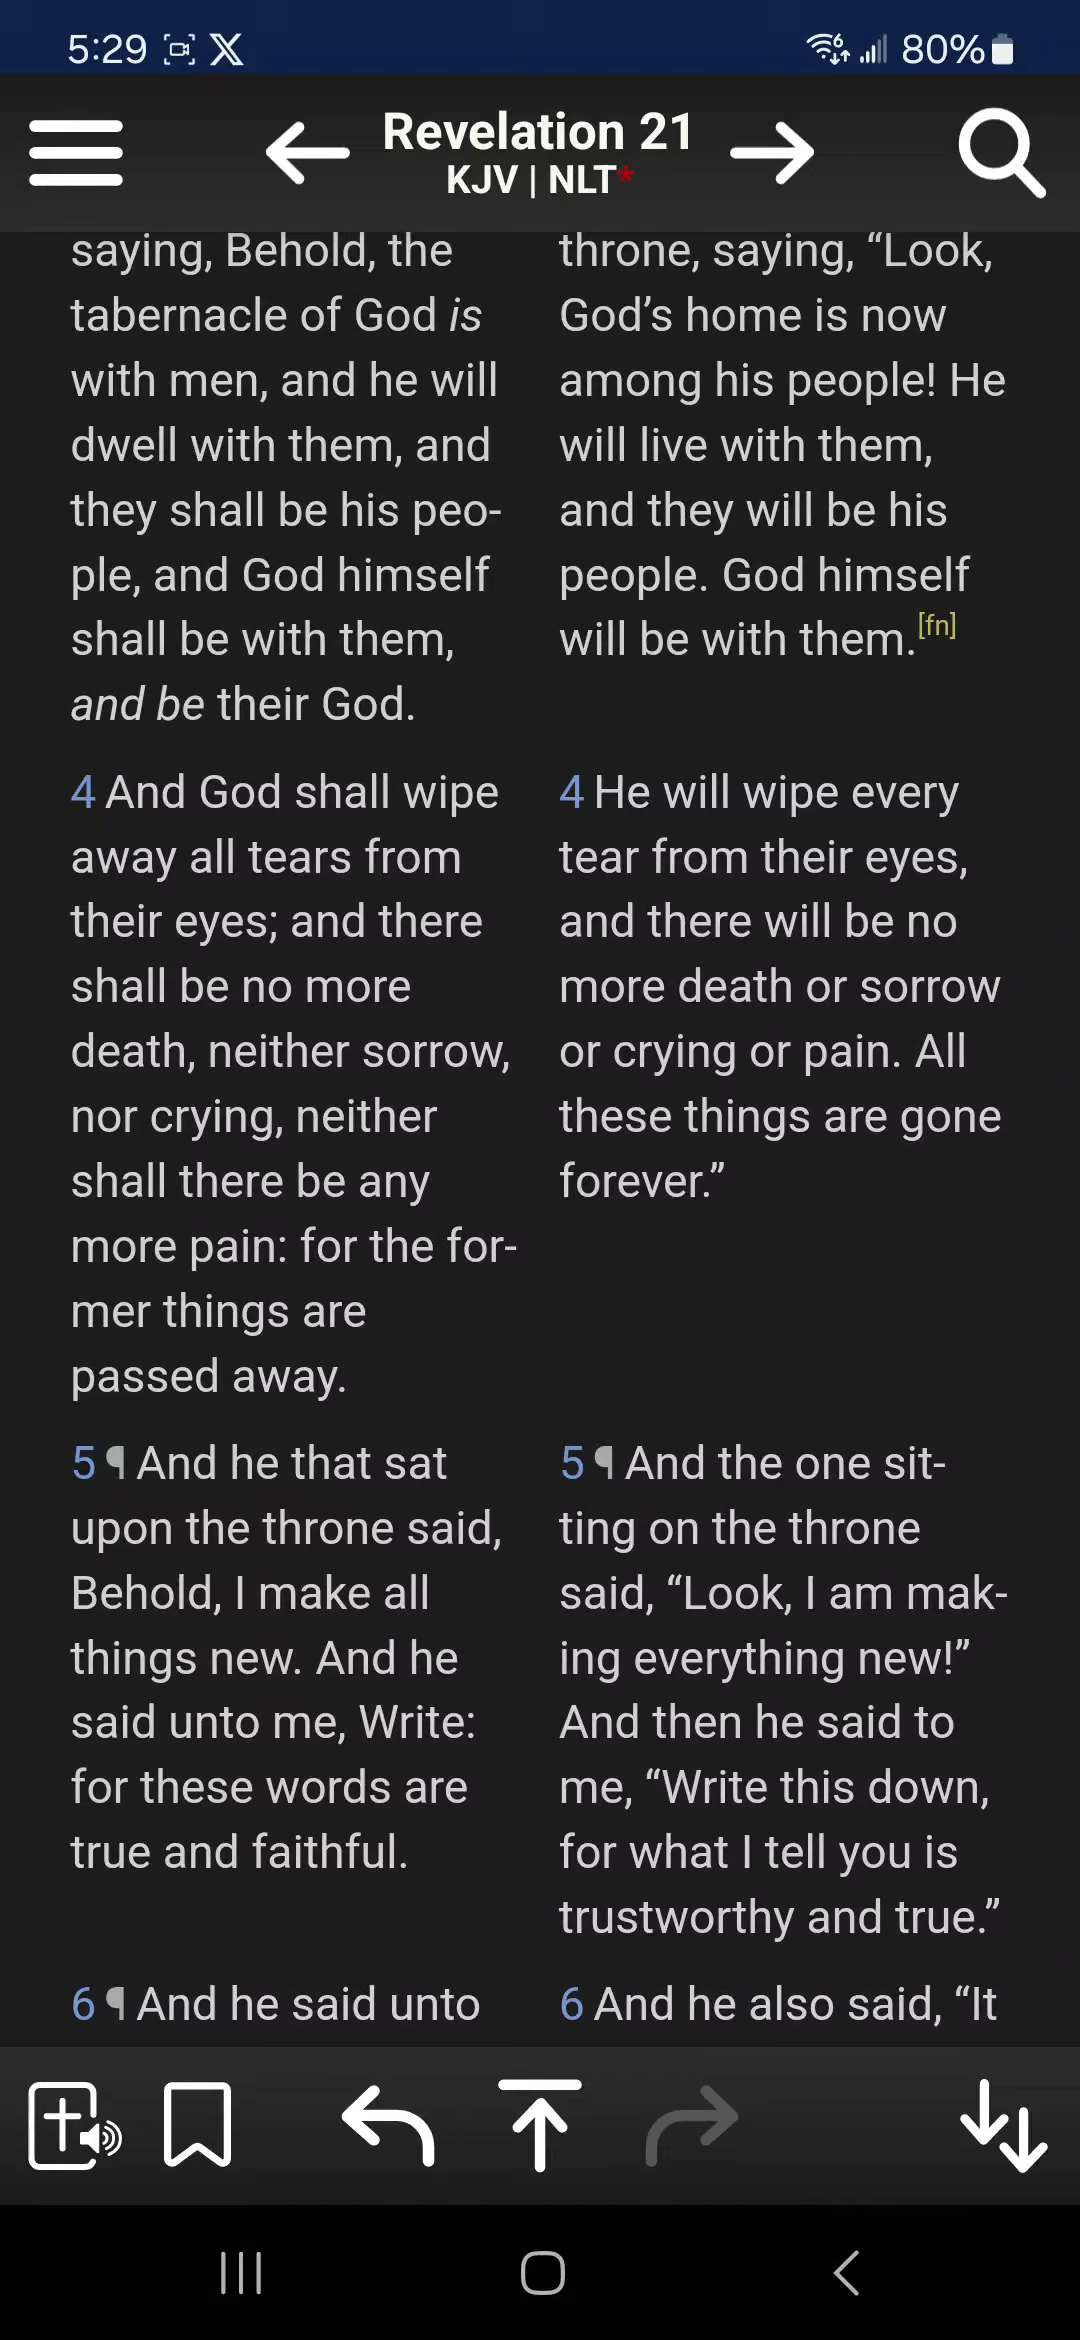 5:29
6
80%
Revelation 21
KJV | NLT*
saying, Behold, the
tabernacle of God is
with men, and he will
dwell with them, and
they shall be his peo-
ple, and God himself
shall be with them,
and be their God.
4 And God shall wipe
away all tears from
their eyes; and there
shall be no more
death, neither sorrow,
nor crying, neither
shall there be any
more pain: for the for-
mer things are
passed away.
5 ¶ And he that sat
upon the throne said,
Behold, I make all
things new. And he
said unto me, Write:
for these words are
true and faithful.
6 ¶ And he said unto
throne, saying, “Look,
God’s home is now
among his people! He
will live with them,
and they will be his
people. God himself
will be with them.[fn]
4 He will wipe every
tear from their eyes,
and there will be no
more death or sorrow
or crying or pain. All
these things are gone
forever.”
5 ¶ And the one sit-
ting on the throne
said, “Look, I am mak-
ing everything new!”
And then he said to
me, “Write this down,
for what I tell you is
trustworthy and true.”
6 And he also said, “It